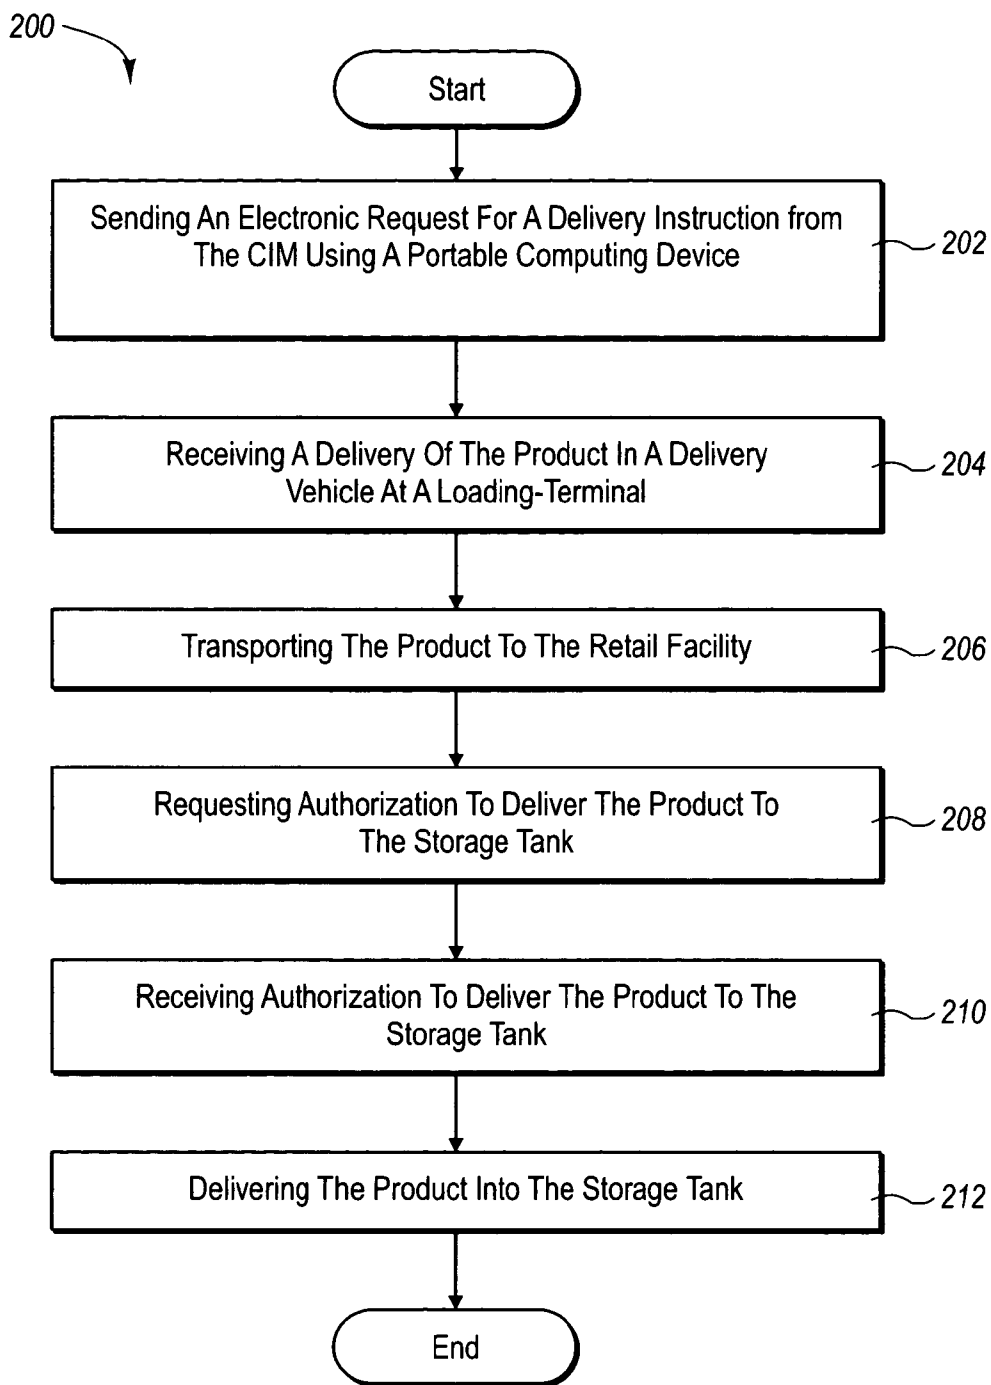 200
Start
Sending An Electronic Request For A Delivery Instruction from
The CIM Using A Portable Computing Device
202
Receiving A Delivery Of The Product In A Delivery
Vehicle At A Loading-Terminal
204
Transporting The Product To The Retail Facility
206
Requesting Authorization To Deliver The Product To
The Storage Tank
208
Receiving Authorization To Deliver The Product To The
Storage Tank
210
Delivering The Product Into The Storage Tank
212
End